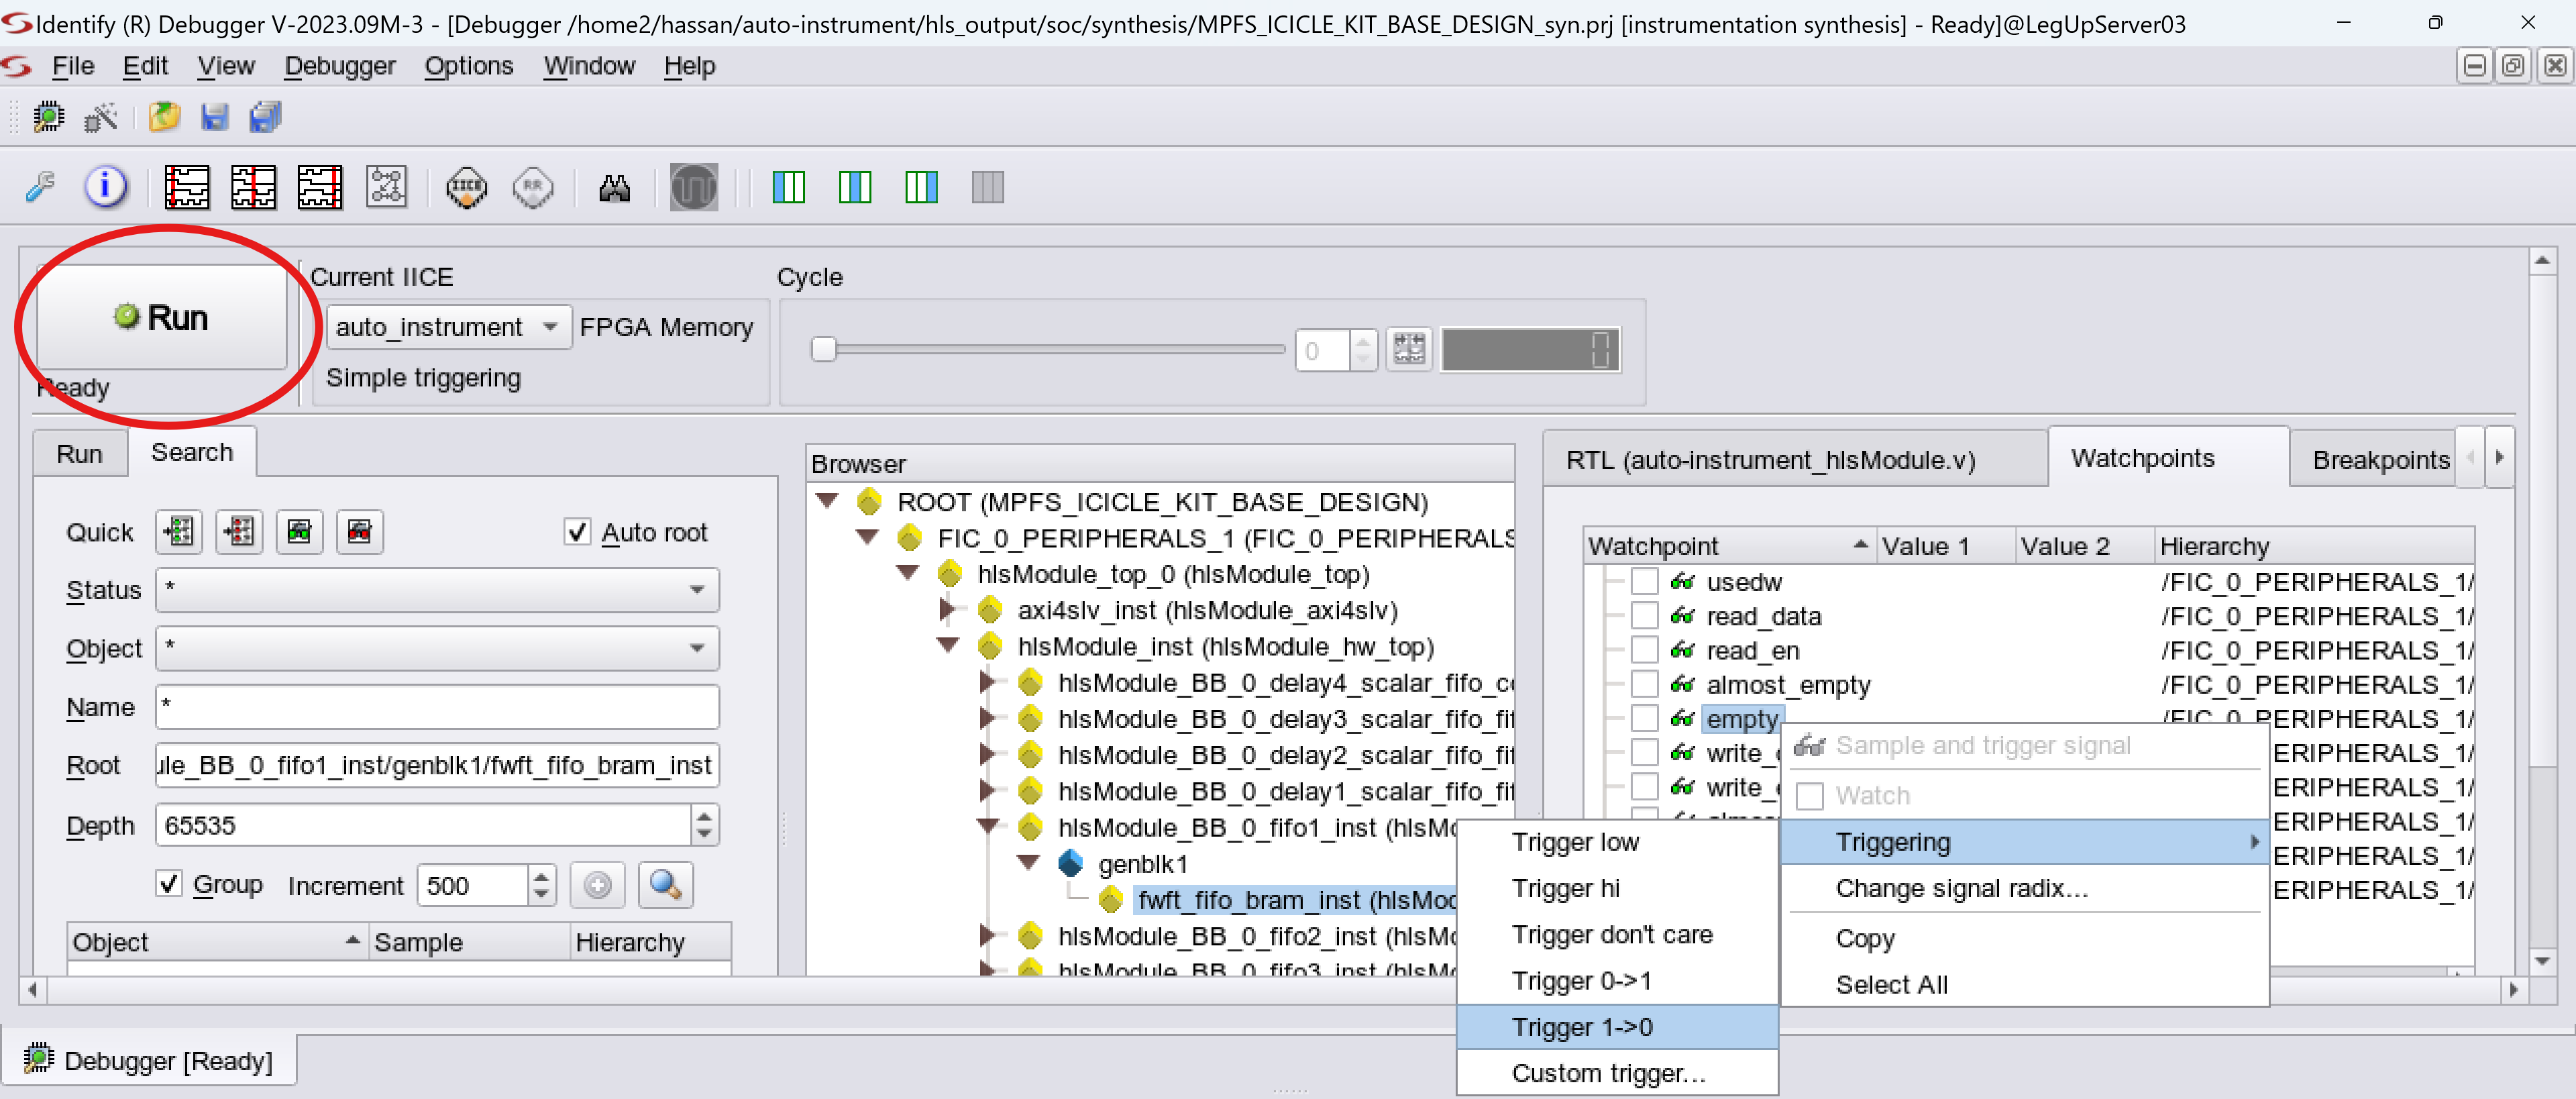 Identify (R) Debugger V-2023.09M-3 - [Debugger /home2/hassan/auto-instrument/hls_output/soc/synthesis/MPFS_ICICLE_KIT_BASE_DESIGN_syn.prj [instrumentation synthesis] - Ready]@LegUpServer03
File Edit View Debugger Options Window Help
IICE RR
Current IICE Cycle
Run
auto_instrument FPGA Memory
0 0
Simple triggering
Ready
Run Search
Browser
RTL (auto-instrument_hlsModule.v) Watchpoints Breakpoints
Quick Auto root
Status *
Object *
Name *
Root ule_BB_0_fifo1_inst/genblk1/fwft_fifo_bram_inst
Depth 65535
Group Increment 500
Object Sample Hierarchy
ROOT (MPFS_ICICLE_KIT_BASE_DESIGN)
FIC_0_PERIPHERALS_1 (FIC_0_PERIPHERALS
hlsModule_top_0 (hlsModule_top)
axi4slv_inst (hlsModule_axi4slv)
hlsModule_inst (hlsModule_hw_top)
hlsModule_BB_0_delay4_scalar_fifo_co
hlsModule_BB_0_delay3_scalar_fifo_fif
hlsModule_BB_0_delay2_scalar_fifo_fif
hlsModule_BB_0_delay1_scalar_fifo_fif
hlsModule_BB_0_fifo1_inst (hlsMo
genblk1
fwft_fifo_bram_inst (hlsMod
hlsModule_BB_0_fifo2_inst (hlsMo
hlsModule_BB_0_fifo3_inst (hlsMo
Watchpoint Value 1 Value 2 Hierarchy
usedw /FIC_0_PERIPHERALS_1/
read_data /FIC_0_PERIPHERALS_1/
read_en /FIC_0_PERIPHERALS_1/
almost_empty /FIC_0_PERIPHERALS_1/
empty /FIC_0_PERIPHERALS_1/
write_ ERIPHERALS_1/
write_ ERIPHERALS_1/
ERIPHERALS_1/
ERIPHERALS_1/
ERIPHERALS_1/
Sample and trigger signal
Watch
Triggering
Change signal radix...
Copy
Select All
Trigger low
Trigger hi
Trigger don't care
Trigger 0->1
Trigger 1->0
Custom trigger...
Debugger [Ready]